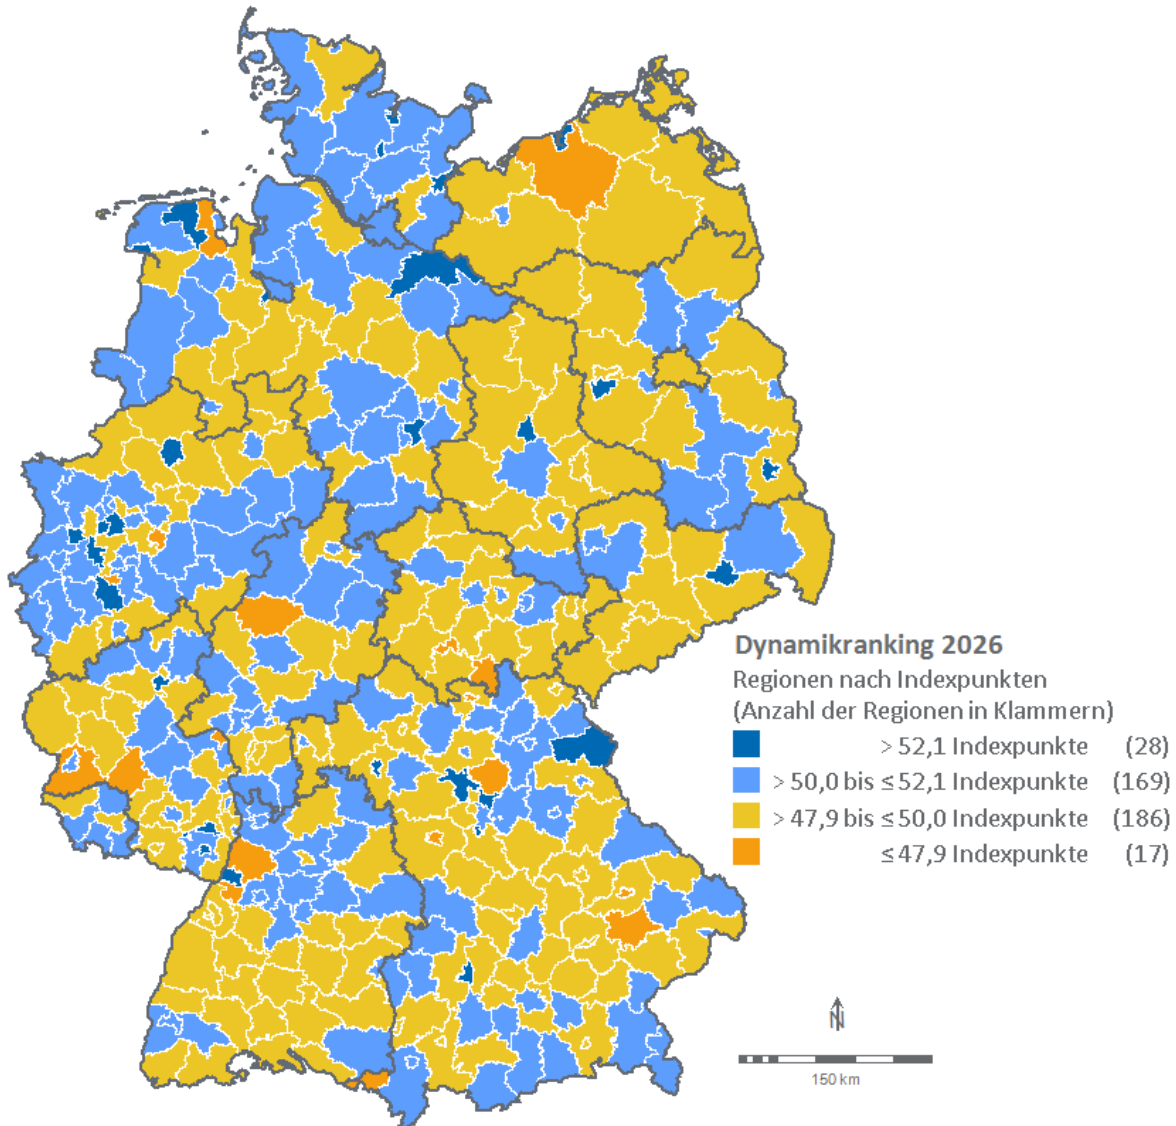 Dynamikranking 2026
Regionen nach Indexpunkten
(Anzahl der Regionen in Klammern)
> 52,1 Indexpunkte (28)
> 50,0 bis ≤ 52,1 Indexpunkte (169)
> 47,9 bis ≤ 50,0 Indexpunkte (186)
≤ 47,9 Indexpunkte (17)
N
150 km